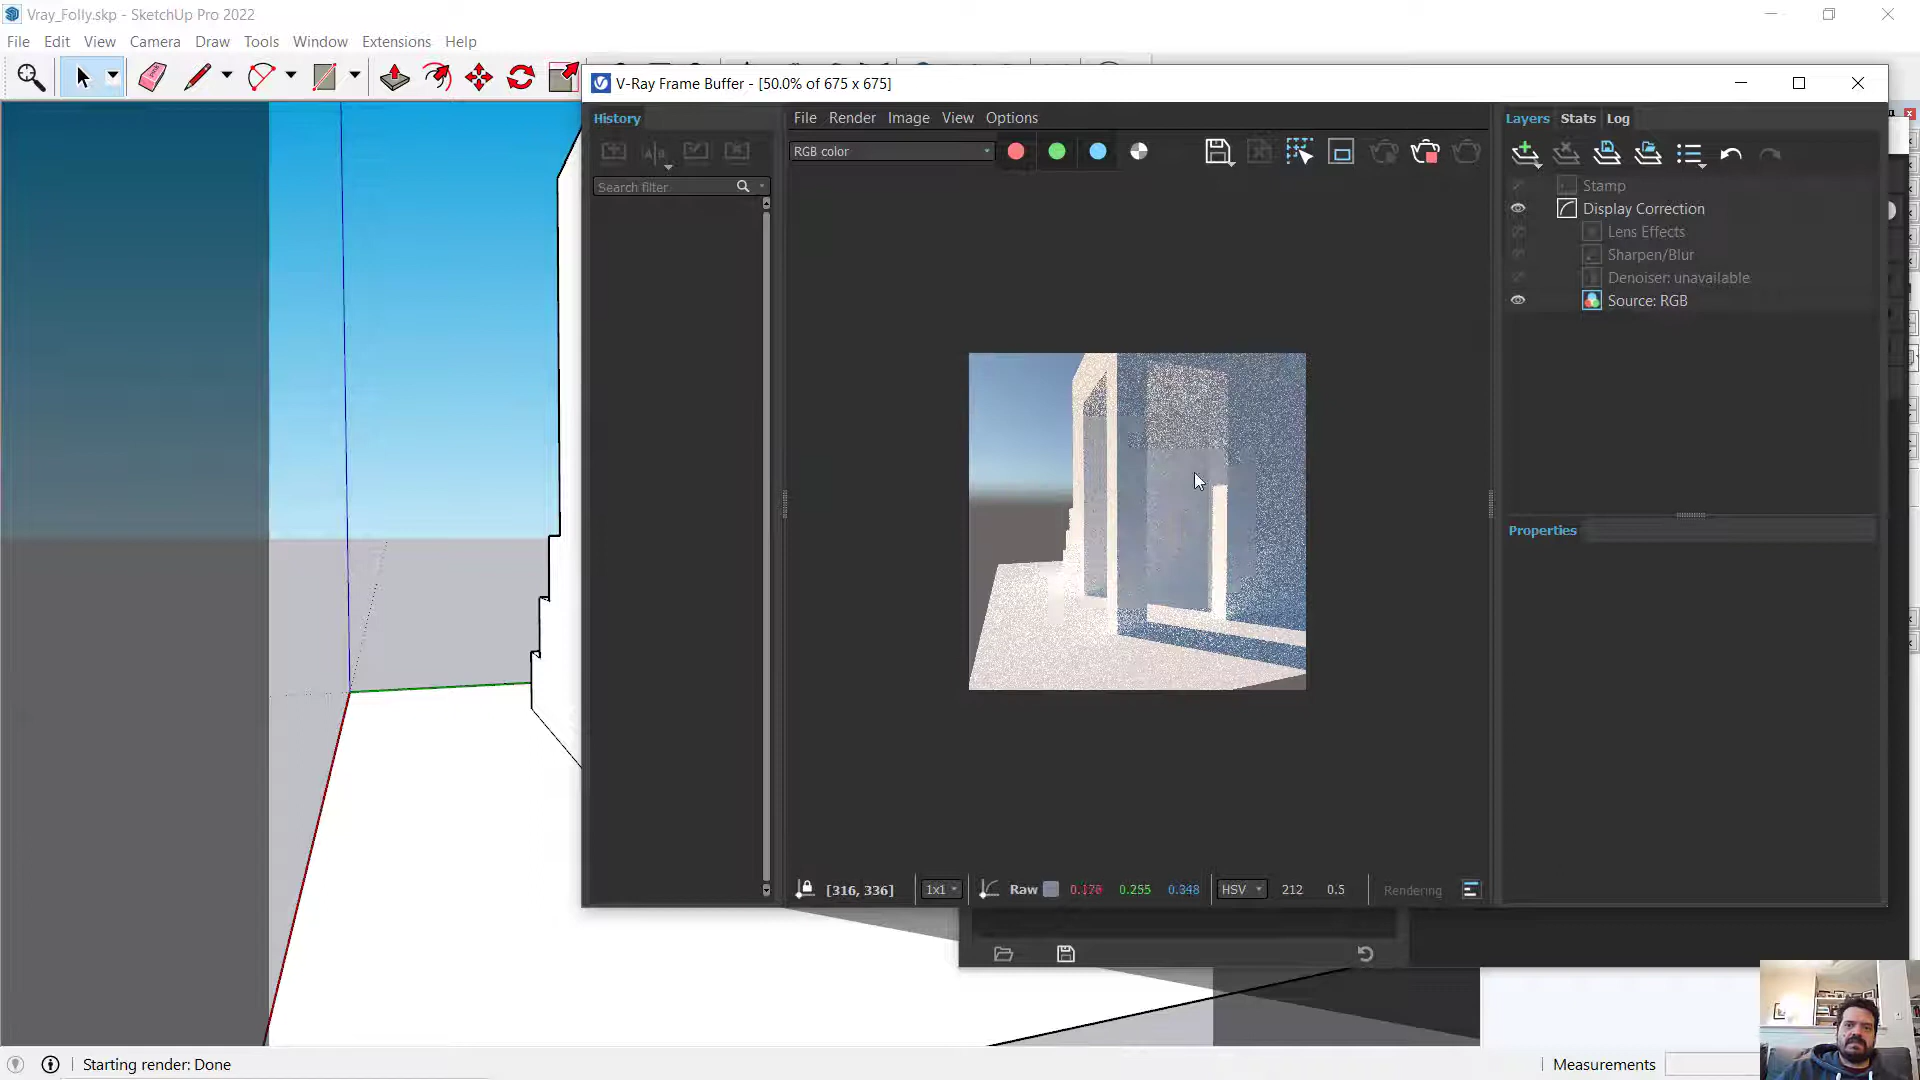 Vray_Folly.skp - SketchUp Pro 2022
File Edit View Camera Draw Tools Window Extensions Help
V-Ray Frame Buffer - [50.0% of 675 x 675]
History
File Render Image View Options
Layers Stats Log
RGB color
Search filter
Stamp
Display Correction
Lens Effects
Sharpen/Blur
Denoiser: unavailable
Source: RGB
Properties
[316, 336]
1x1
Raw
0.176
0.255
0.348
HSV
212
0.5
Rendering
Starting render: Done
Measurements